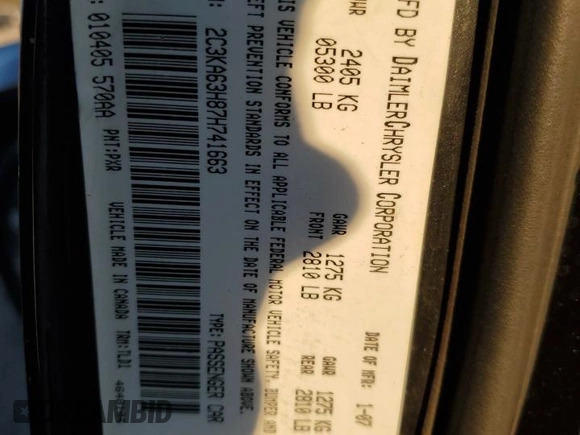 MFD BY DAIMLERCHRYSLER CORPORATION
DATE OF MFR: 1-07
GVWR 2405 KG GAWR 1275 KG GAWR 1275 KG
05300 LB FRONT 2810 LB REAR 2810 LB
THIS VEHICLE CONFORMS TO ALL APPLICABLE FEDERAL MOTOR VEHICLE SAFETY, BUMPER AND
THEFT PREVENTION STANDARDS IN EFFECT ON THE DATE OF MANUFACTURE SHOWN ABOVE.
2C3KA63H87H741663 TYPE: PASSENGER CAR
010405 570AA PNT:PXR VEHICLE MADE IN CANADA TRM:TLD1